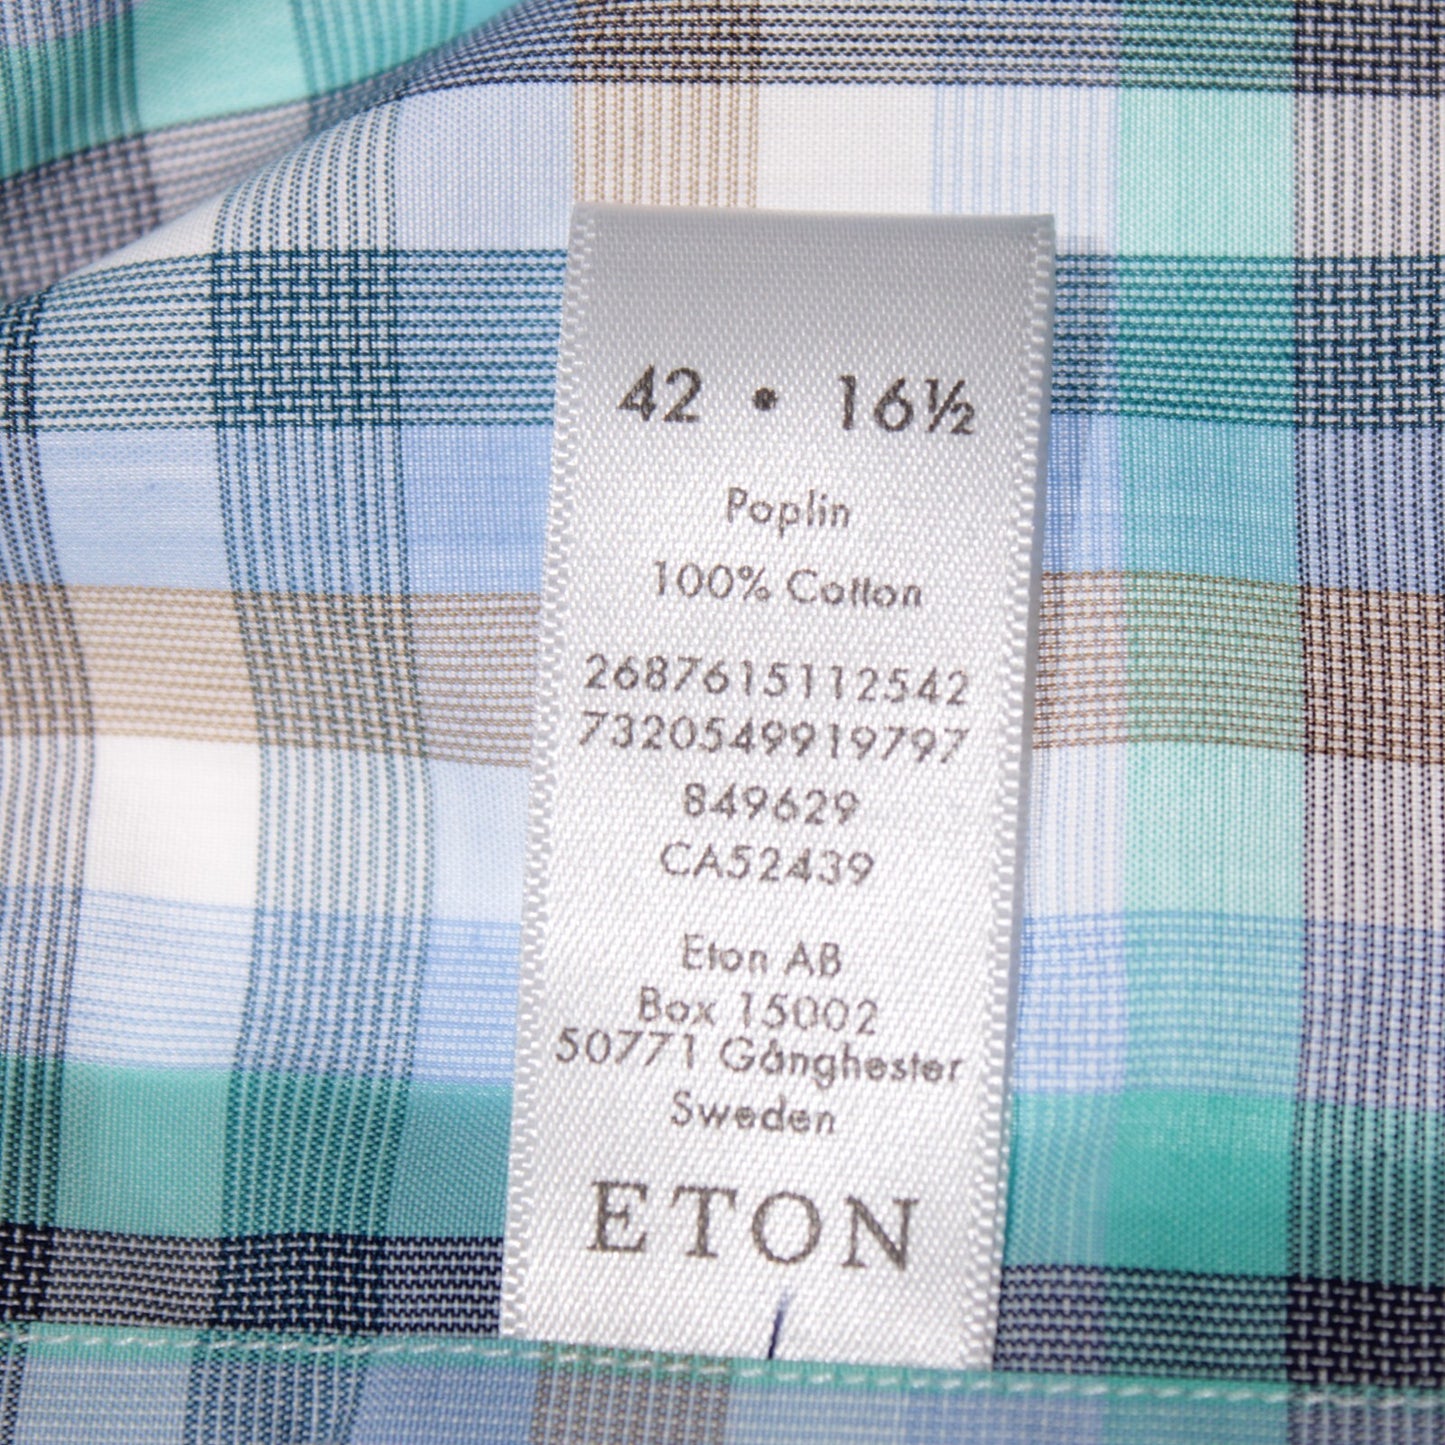 42 • 16½
Poplin
100% Cotton
2687615112542
7320549919797
849629
CA52439
Eton AB
Box 15002
50771 Gånghester
Sweden
ETON